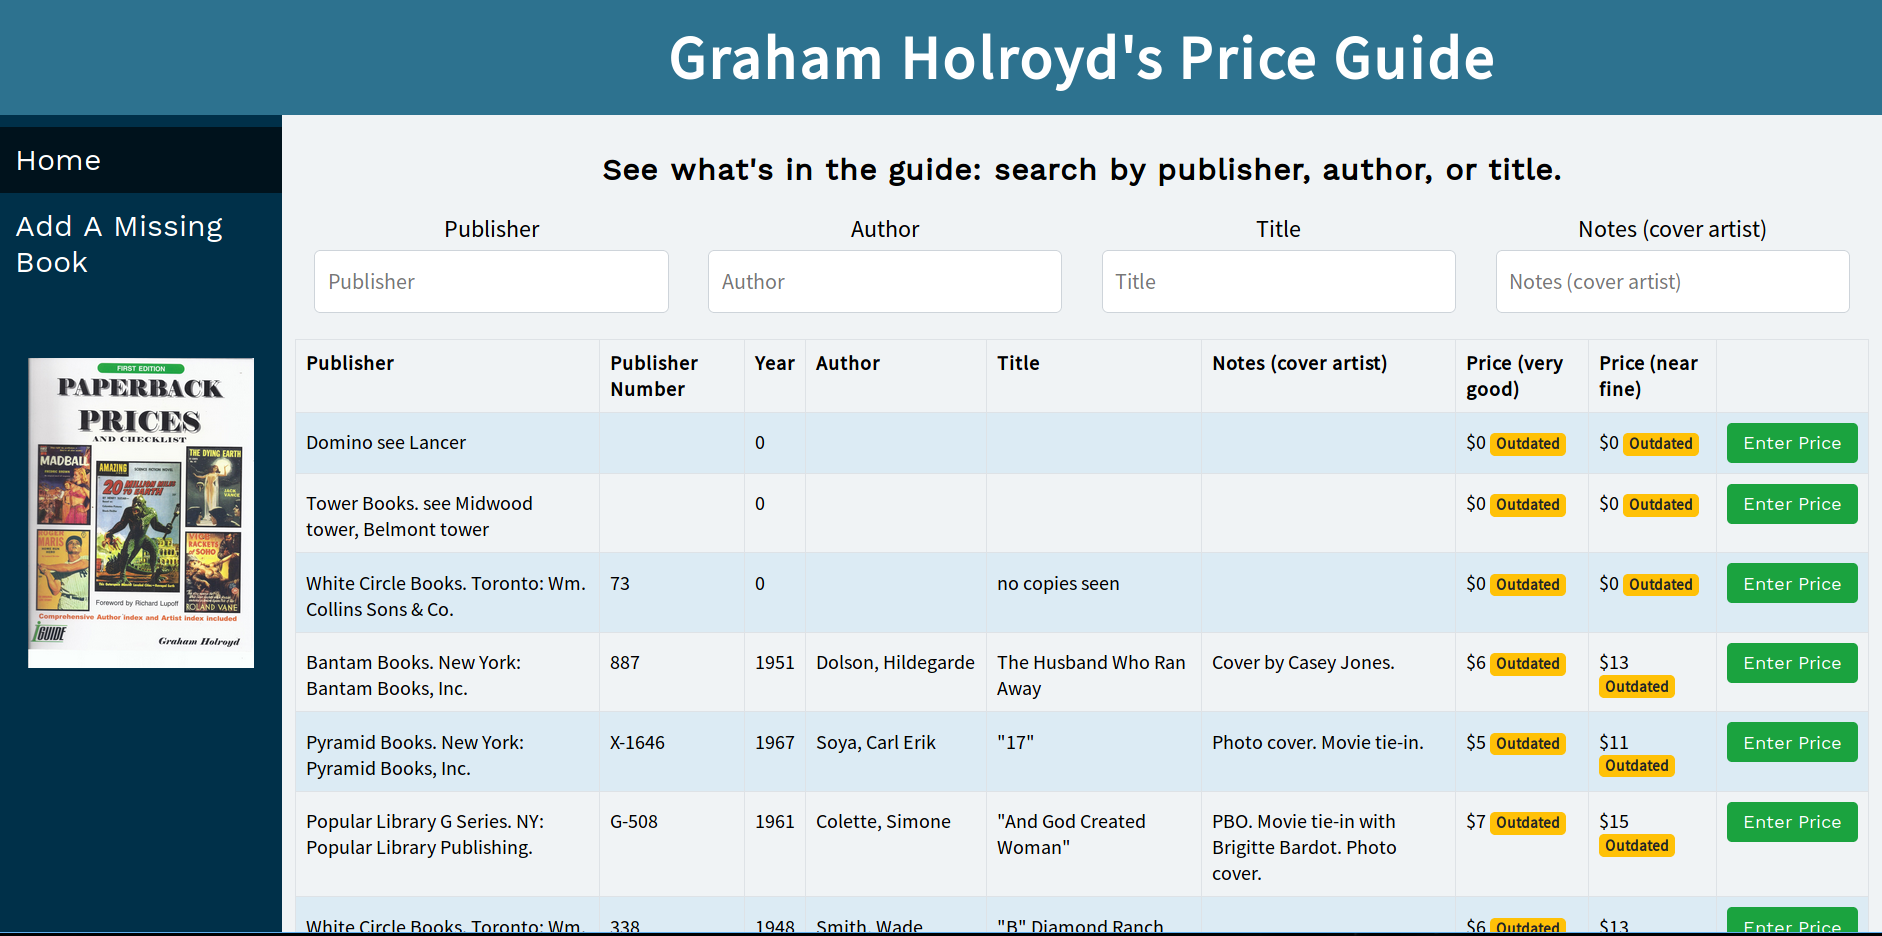 Graham Holroyd's Price Guide
Home
Add A Missing
Book
FIRST EDITION
PAPERBACK
PRICES
AND CHECKLIST
MADBALL
AMAZING
SCIENCE FICTION NOVEL
20 MILLION MILES
TO EARTH
THE DYING EARTH
JACK
VANCE
ROGER
MARIS
VICE
RACKETS
of SOHO
ROLAND VANE
Foreword by Richard Lupoff
Comprehensive Author index and Artist index included
iGUIDE
Graham Holroyd
See what's in the guide: search by publisher, author, or title.
Publisher Author Title Notes (cover artist)
Publisher Author Title Notes (cover artist)
Publisher Publisher Year Author Title Notes (cover artist) Price (very Price (near
Number good) fine)
Domino see Lancer 0 $0 Outdated $0 Outdated Enter Price
Tower Books. see Midwood 0 $0 Outdated $0 Outdated Enter Price
tower, Belmont tower
White Circle Books. Toronto: Wm. 73 0 no copies seen $0 Outdated $0 Outdated Enter Price
Collins Sons & Co.
Bantam Books. New York: 887 1951 Dolson, Hildegarde The Husband Who Ran Cover by Casey Jones. $6 Outdated $13 Enter Price
Bantam Books, Inc. Away Outdated
Pyramid Books. New York: X-1646 1967 Soya, Carl Erik "17" Photo cover. Movie tie-in. $5 Outdated $11 Enter Price
Pyramid Books, Inc. Outdated
Popular Library G Series. NY: G-508 1961 Colette, Simone "And God Created PBO. Movie tie-in with $7 Outdated $15 Enter Price
Popular Library Publishing. Woman" Brigitte Bardot. Photo Outdated
cover.
White Circle Books. Toronto: Wm. 338 1948 Smith, Wade "B" Diamond Ranch $6 Outdated $13 Enter Price